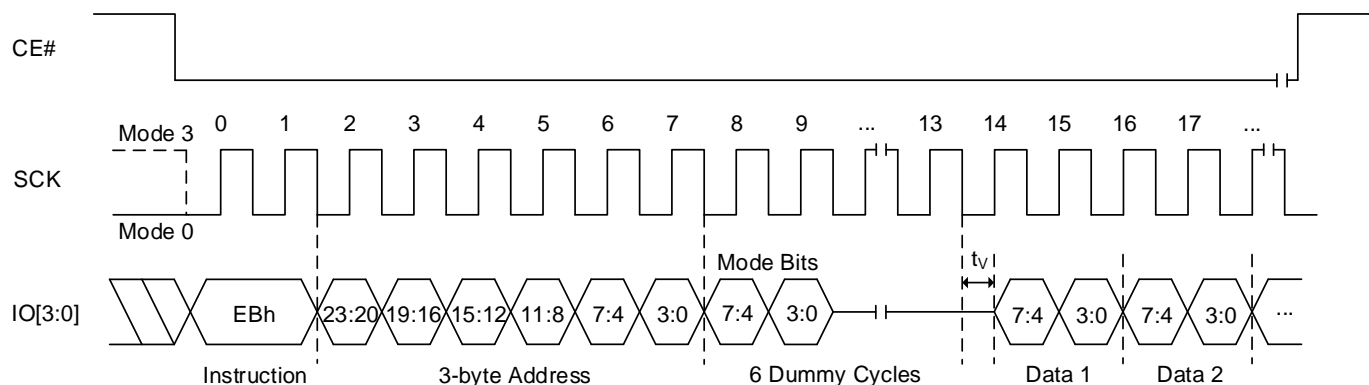 CE#
0 1 2 3 4 5 6 7 8 9 ... 13 14 15 16 17 ...
Mode 3
SCK
Mode 0
Mode Bits
tV
IO[3:0]
EBh 23:20 19:16 15:12 11:8 7:4 3:0 7:4 3:0 7:4 3:0 7:4 3:0 ...
Instruction 3-byte Address 6 Dummy Cycles Data 1 Data 2